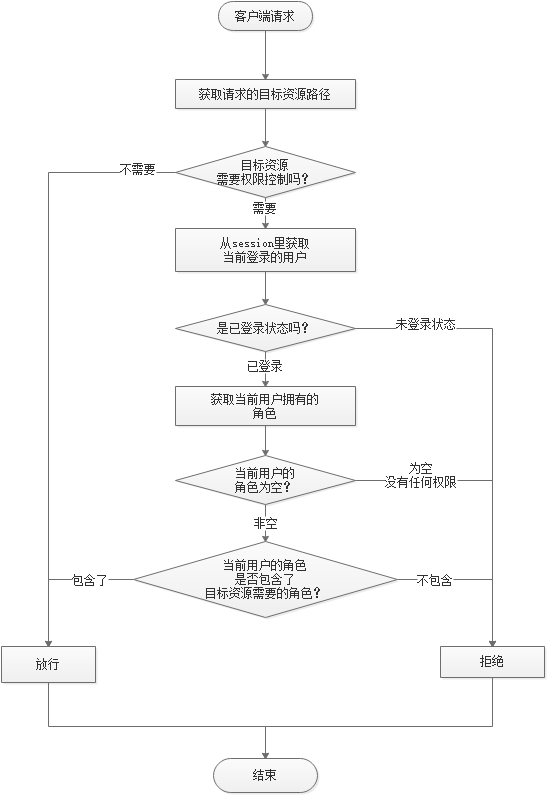 客户端请求
获取请求的目标资源路径
目标资源
需要权限控制吗？
不需要
需要
从session里获取
当前登录的用户
是已登录状态吗？
未登录状态
已登录
获取当前用户拥有的
角色
当前用户的
角色为空？
为空
没有任何权限
非空
当前用户的角色
是否包含了
目标资源需要的角色？
包含了
不包含
放行
拒绝
结束